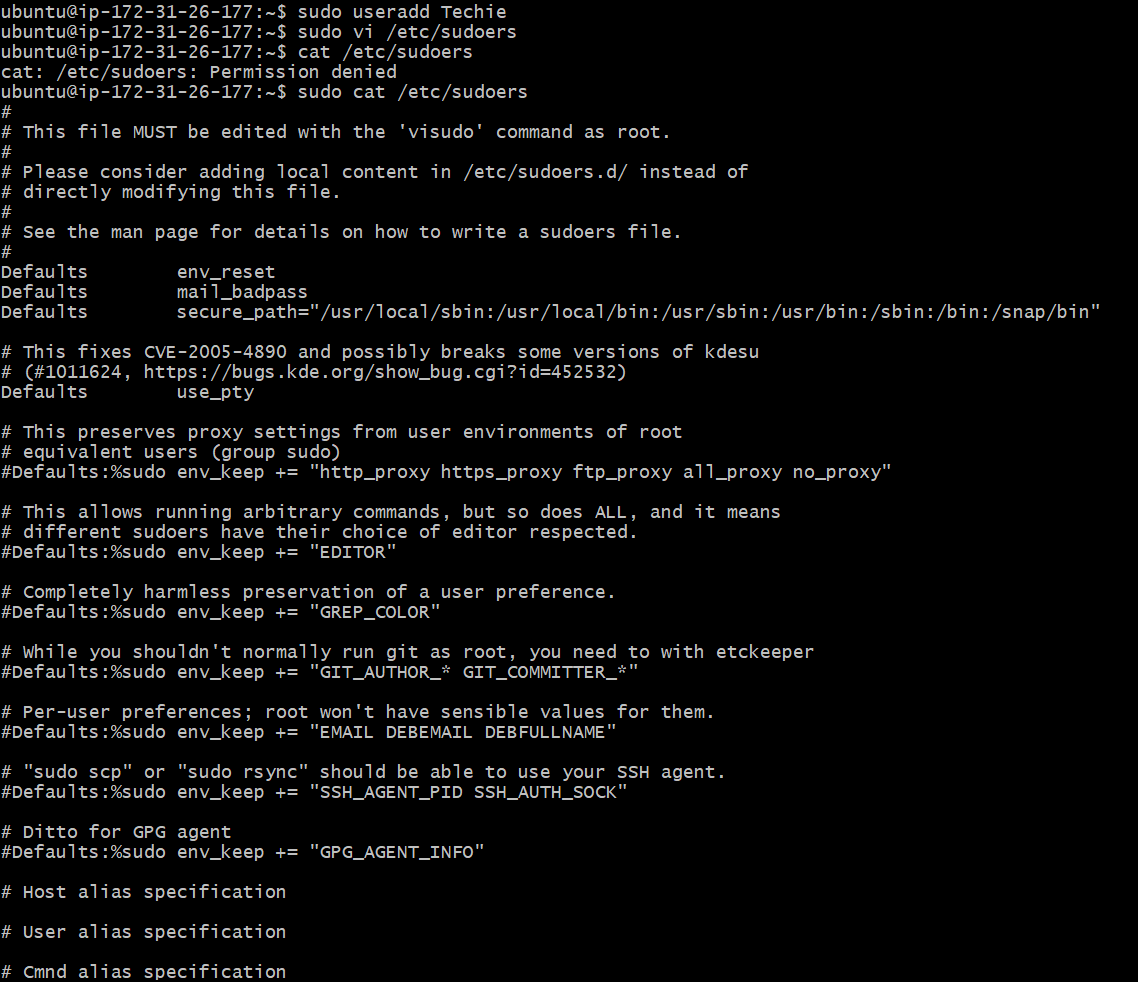 ubuntu@ip-172-31-26-177:~$ sudo useradd Techie
ubuntu@ip-172-31-26-177:~$ sudo vi /etc/sudoers
ubuntu@ip-172-31-26-177:~$ cat /etc/sudoers
cat: /etc/sudoers: Permission denied
ubuntu@ip-172-31-26-177:~$ sudo cat /etc/sudoers
#
# This file MUST be edited with the 'visudo' command as root.
#
# Please consider adding local content in /etc/sudoers.d/ instead of
# directly modifying this file.
#
# See the man page for details on how to write a sudoers file.
#
Defaults        env_reset
Defaults        mail_badpass
Defaults        secure_path="/usr/local/sbin:/usr/local/bin:/usr/sbin:/usr/bin:/sbin:/bin:/snap/bin"

# This fixes CVE-2005-4890 and possibly breaks some versions of kdesu
# (#1011624, https://bugs.kde.org/show_bug.cgi?id=452532)
Defaults        use_pty

# This preserves proxy settings from user environments of root
# equivalent users (group sudo)
#Defaults:%sudo env_keep += "http_proxy https_proxy ftp_proxy all_proxy no_proxy"

# This allows running arbitrary commands, but so does ALL, and it means
# different sudoers have their choice of editor respected.
#Defaults:%sudo env_keep += "EDITOR"

# Completely harmless preservation of a user preference.
#Defaults:%sudo env_keep += "GREP_COLOR"

# While you shouldn't normally run git as root, you need to with etckeeper
#Defaults:%sudo env_keep += "GIT_AUTHOR_* GIT_COMMITTER_*"

# Per-user preferences; root won't have sensible values for them.
#Defaults:%sudo env_keep += "EMAIL DEBEMAIL DEBFULLNAME"

# "sudo scp" or "sudo rsync" should be able to use your SSH agent.
#Defaults:%sudo env_keep += "SSH_AGENT_PID SSH_AUTH_SOCK"

# Ditto for GPG agent
#Defaults:%sudo env_keep += "GPG_AGENT_INFO"

# Host alias specification

# User alias specification

# Cmnd alias specification